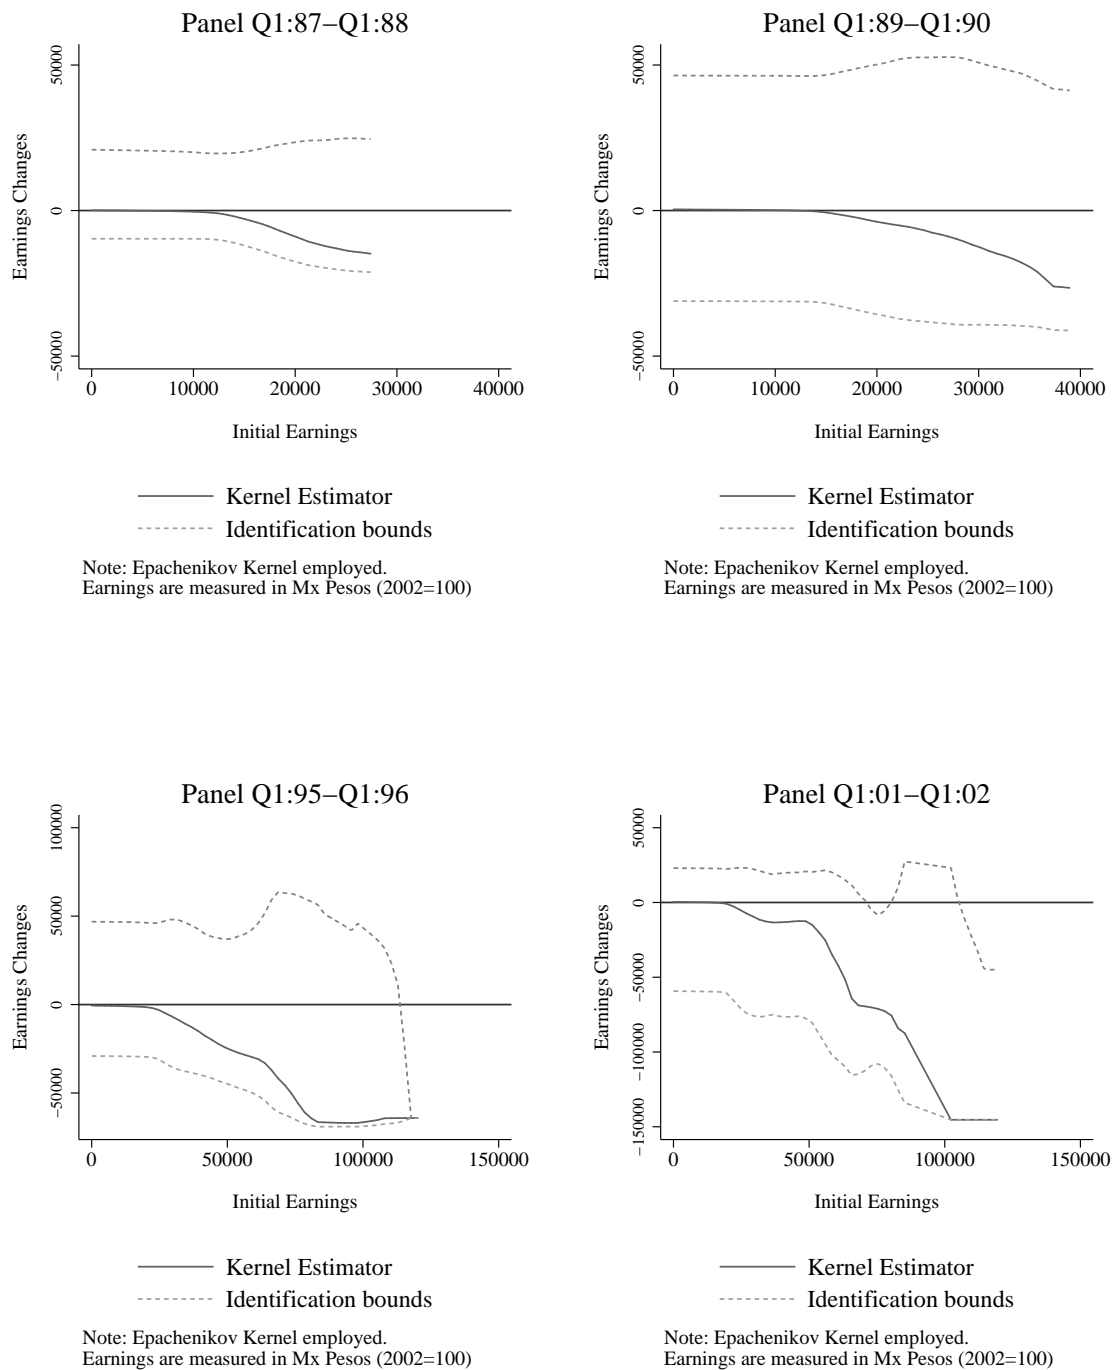 Panel Q1:87−Q1:88
50000
0
−50000
Earnings Changes
0 10000 20000 30000 40000
Initial Earnings
Kernel Estimator
Identification bounds
Note: Epachenikov Kernel employed.
Earnings are measured in Mx Pesos (2002=100)
Panel Q1:89−Q1:90
50000
0
−50000
Earnings Changes
0 10000 20000 30000 40000
Initial Earnings
Kernel Estimator
Identification bounds
Note: Epachenikov Kernel employed.
Earnings are measured in Mx Pesos (2002=100)
Panel Q1:95−Q1:96
100000
50000
0
−50000
Earnings Changes
0 50000 100000 150000
Initial Earnings
Kernel Estimator
Identification bounds
Note: Epachenikov Kernel employed.
Earnings are measured in Mx Pesos (2002=100)
Panel Q1:01−Q1:02
50000
0
−50000
−100000
−150000
Earnings Changes
0 50000 100000 150000
Initial Earnings
Kernel Estimator
Identification bounds
Note: Epachenikov Kernel employed.
Earnings are measured in Mx Pesos (2002=100)